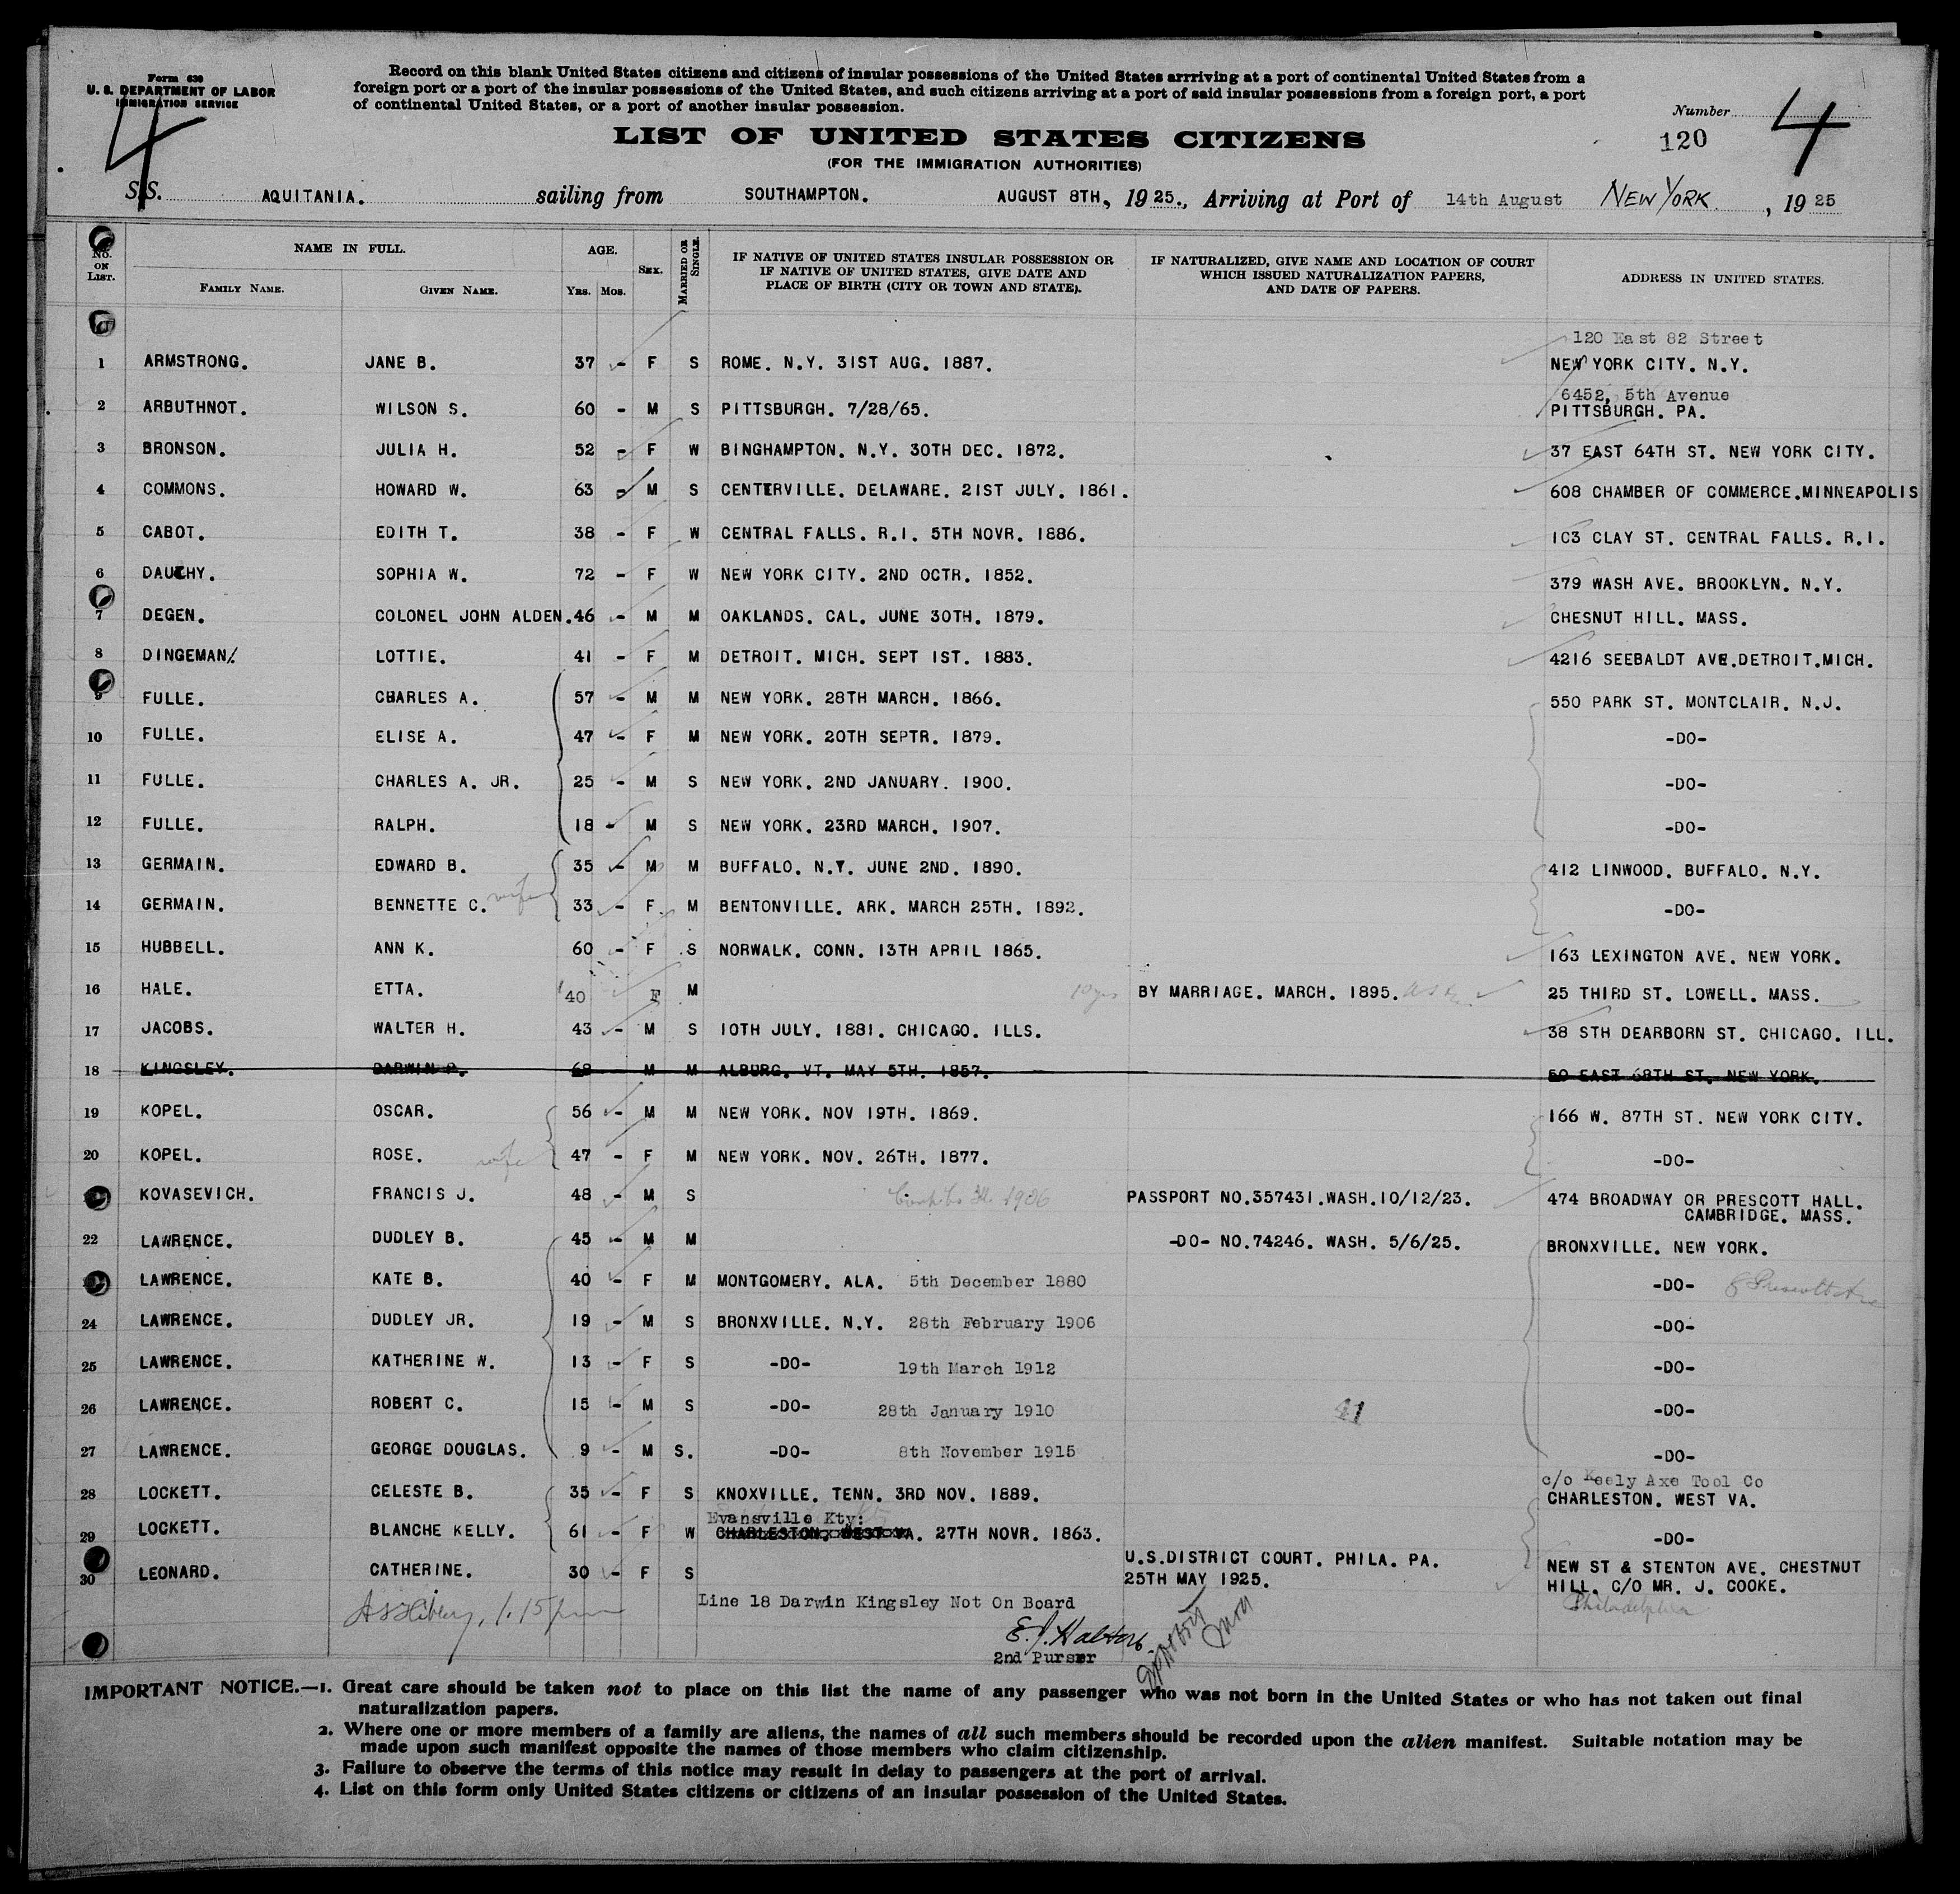 Form 630
U. S. DEPARTMENT OF LABOR
IMMIGRATION SERVICE
4
Record on this blank United States citizens and citizens of insular possessions of the United States arrriving at a port of continental United States from a
foreign port or a port of the insular possessions of the United States, and such citizens arriving at a port of said insular possessions from a foreign port, a port
of continental United States, or a port of another insular possession.
Number 4
120
LIST OF UNITED STATES CITIZENS
(FOR THE IMMIGRATION AUTHORITIES)
S.S. AQUITANIA. sailing from SOUTHAMPTON. AUGUST 8TH, 1925., Arriving at Port of 14th August NEW YORK. , 1925
No. ON LIST. NAME IN FULL. AGE. Sex. MARRIED OR SINGLE. IF NATIVE OF UNITED STATES INSULAR POSSESSION OR IF NATIVE OF UNITED STATES, GIVE DATE AND PLACE OF BIRTH (CITY OR TOWN AND STATE). IF NATURALIZED, GIVE NAME AND LOCATION OF COURT WHICH ISSUED NATURALIZATION PAPERS, AND DATE OF PAPERS. ADDRESS IN UNITED STATES.
FAMILY NAME. GIVEN NAME. Yrs. Mos.
120 East 82 Street
1 ARMSTRONG. JANE B. 37 - F S ROME. N.Y. 31ST AUG. 1887. NEW YORK CITY. N.Y.
6452, 5th Avenue
2 ARBUTHNOT. WILSON S. 60 - M S PITTSBURGH. 7/28/65. PITTSBURGH. PA.
3 BRONSON. JULIA H. 52 - F W BINGHAMPTON. N.Y. 30TH DEC. 1872. 37 EAST 64TH ST. NEW YORK CITY.
4 COMMONS. HOWARD W. 63 - M S CENTERVILLE. DELAWARE. 21ST JULY. 1861. 608 CHAMBER OF COMMERCE.MINNEAPOLIS
5 CABOT. EDITH T. 38 - F W CENTRAL FALLS. R.I. 5TH NOVR. 1886. 103 CLAY ST. CENTRAL FALLS. R.I.
6 DAUCHY. SOPHIA W. 72 - F W NEW YORK CITY. 2ND OCTR. 1852. 379 WASH AVE. BROOKLYN. N.Y.
7 DEGEN. COLONEL JOHN ALDEN. 46 - M M OAKLANDS. CAL. JUNE 30TH. 1879. CHESNUT HILL. MASS.
8 DINGEMAN. LOTTIE. 41 - F M DETROIT. MICH. SEPT 1ST. 1883. 4216 SEEBALDT AVE.DETROIT.MICH.
9 FULLE. CHARLES A. 57 - M M NEW YORK. 28TH MARCH. 1866. 550 PARK ST. MONTCLAIR. N.J.
10 FULLE. ELISE A. 47 - F M NEW YORK. 20TH SEPTR. 1879. -DO-
11 FULLE. CHARLES A. JR. 25 - M S NEW YORK. 2ND JANUARY. 1900. -DO-
12 FULLE. RALPH. 18 - M S NEW YORK. 23RD MARCH. 1907. -DO-
13 GERMAIN. EDWARD B. 35 - M M BUFFALO. N.Y. JUNE 2ND. 1890. 412 LINWOOD. BUFFALO. N.Y.
14 GERMAIN. BENNETTE C. wife 33 - F. M BENTONVILLE. ARK. MARCH 25TH. 1892. -DO-
15 HUBBELL. ANN K. 60 - F .S NORWALK. CONN. 13TH APRIL 1865. 163 LEXINGTON AVE. NEW YORK.
16 HALE. ETTA. 40 F M 10 yrs BY MARRIAGE. MARCH. 1895. 25 THIRD ST. LOWELL. MASS.
17 JACOBS. WALTER H. 43 - M S 10TH JULY. 1881. CHICAGO. ILLS. 38 STH DEARBORN ST. CHICAGO. ILL.
18 KINGSLEY. DARWIN P. 68 M M ALBURG. VT. MAY 5TH. 1857. 50 EAST 68TH ST. NEW YORK.
19 KOPEL. OSCAR. 56 - M M NEW YORK. NOV 19TH. 1869. 166 W. 87TH ST. NEW YORK CITY.
20 KOPEL. ROSE. wife 47 - F M NEW YORK. NOV. 26TH. 1877. -DO-
KOVASEVICH. FRANCIS J. 48 - M S 1906 PASSPORT NO.357431.WASH.10/12/23. 474 BROADWAY OR PRESCOTT HALL.
CAMBRIDGE. MASS.
22 LAWRENCE. DUDLEY B. 45 - M M -DO- NO.74246. WASH. 5/6/25. BRONXVILLE. NEW YORK.
LAWRENCE. KATE B. 40 - F M MONTGOMERY. ALA. 5th December 1880 -DO- 8 Prescott Ave
24 LAWRENCE. DUDLEY JR. 19 - M S BRONXVILLE. N.Y. 28th February 1906 -DO-
25 LAWRENCE. KATHERINE W. 13 - F S -DO- 19th March 1912 -DO-
26 LAWRENCE. ROBERT C. 15 - M S -DO- 28th January 1910 41 -DO-
27 LAWRENCE. GEORGE DOUGLAS. 9 - M S. -DO- 8th November 1915 -DO-
c/o Keely Axe Tool Co
28 LOCKETT. CELESTE B. 35 - F S KNOXVILLE. TENN. 3RD NOV. 1889. CHARLESTON. WEST VA.
Evansville Kty:
29 LOCKETT. BLANCHE KELLY. 61 - F W CHARLESTON. WEST VA. 27TH NOVR. 1863. -DO-
30 LEONARD. CATHERINE. 30 - F S U.S.DISTRICT COURT. PHILA. PA. NEW ST & STENTON AVE. CHESTNUT
25TH MAY 1925. HILL. C/O MR. J. COOKE.
Philadelphia
Line 18 Darwin Kingsley Not On Board
1.15 pm
2nd Purser
IMPORTANT NOTICE.—1. Great care should be taken not to place on this list the name of any passenger who was not born in the United States or who has not taken out final
naturalization papers.
2. Where one or more members of a family are aliens, the names of all such members should be recorded upon the alien manifest. Suitable notation may be
made upon such manifest opposite the names of those members who claim citizenship.
3. Failure to observe the terms of this notice may result in delay to passengers at the port of arrival.
4. List on this form only United States citizens or citizens of an insular possession of the United States.